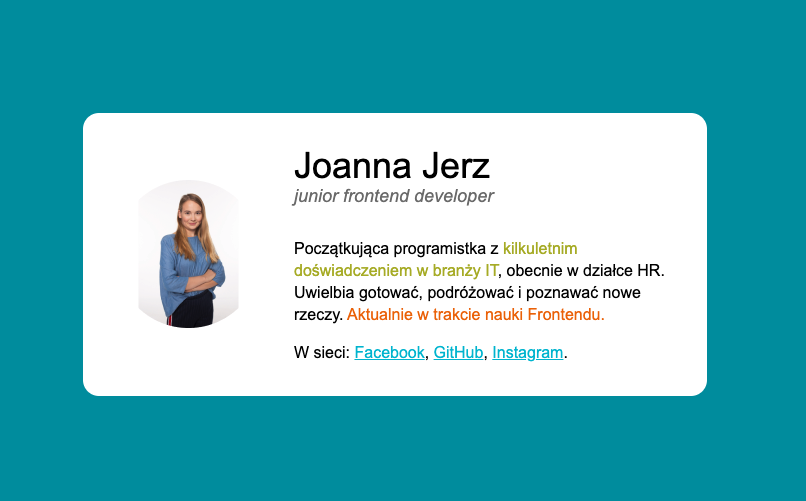 Joanna Jerz
junior frontend developer
Początkująca programistka z kilkuletnim
doświadczeniem w branży IT, obecnie w działce HR.
Uwielbia gotować, podróżować i poznawać nowe
rzeczy. Aktualnie w trakcie nauki Frontendu.
W sieci: Facebook, GitHub, Instagram.